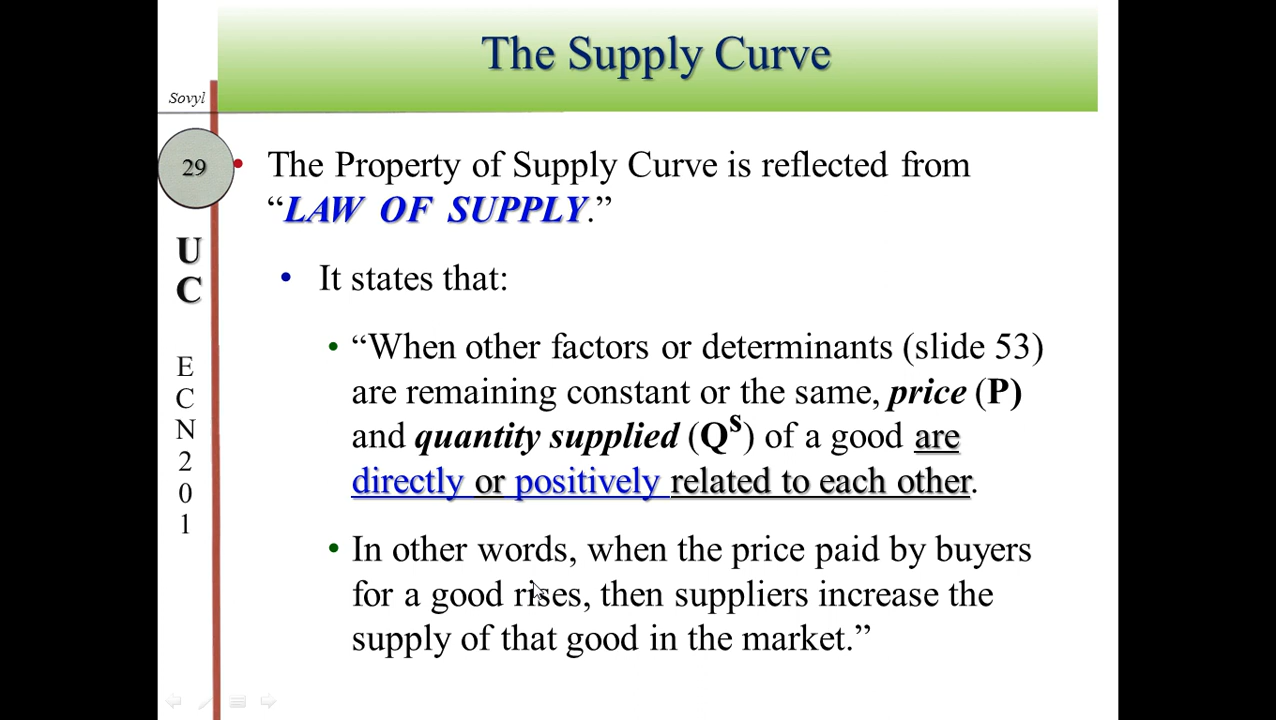 The Supply Curve
Sovyl
29
U
C
E
C
N
2
0
1
• The Property of Supply Curve is reflected from
“LAW OF SUPPLY.”
• It states that:
• “When other factors or determinants (slide 53)
are remaining constant or the same, price (P)
and quantity supplied (Qˢ) of a good are
directly or positively related to each other.
• In other words, when the price paid by buyers
for a good rises, then suppliers increase the
supply of that good in the market.”